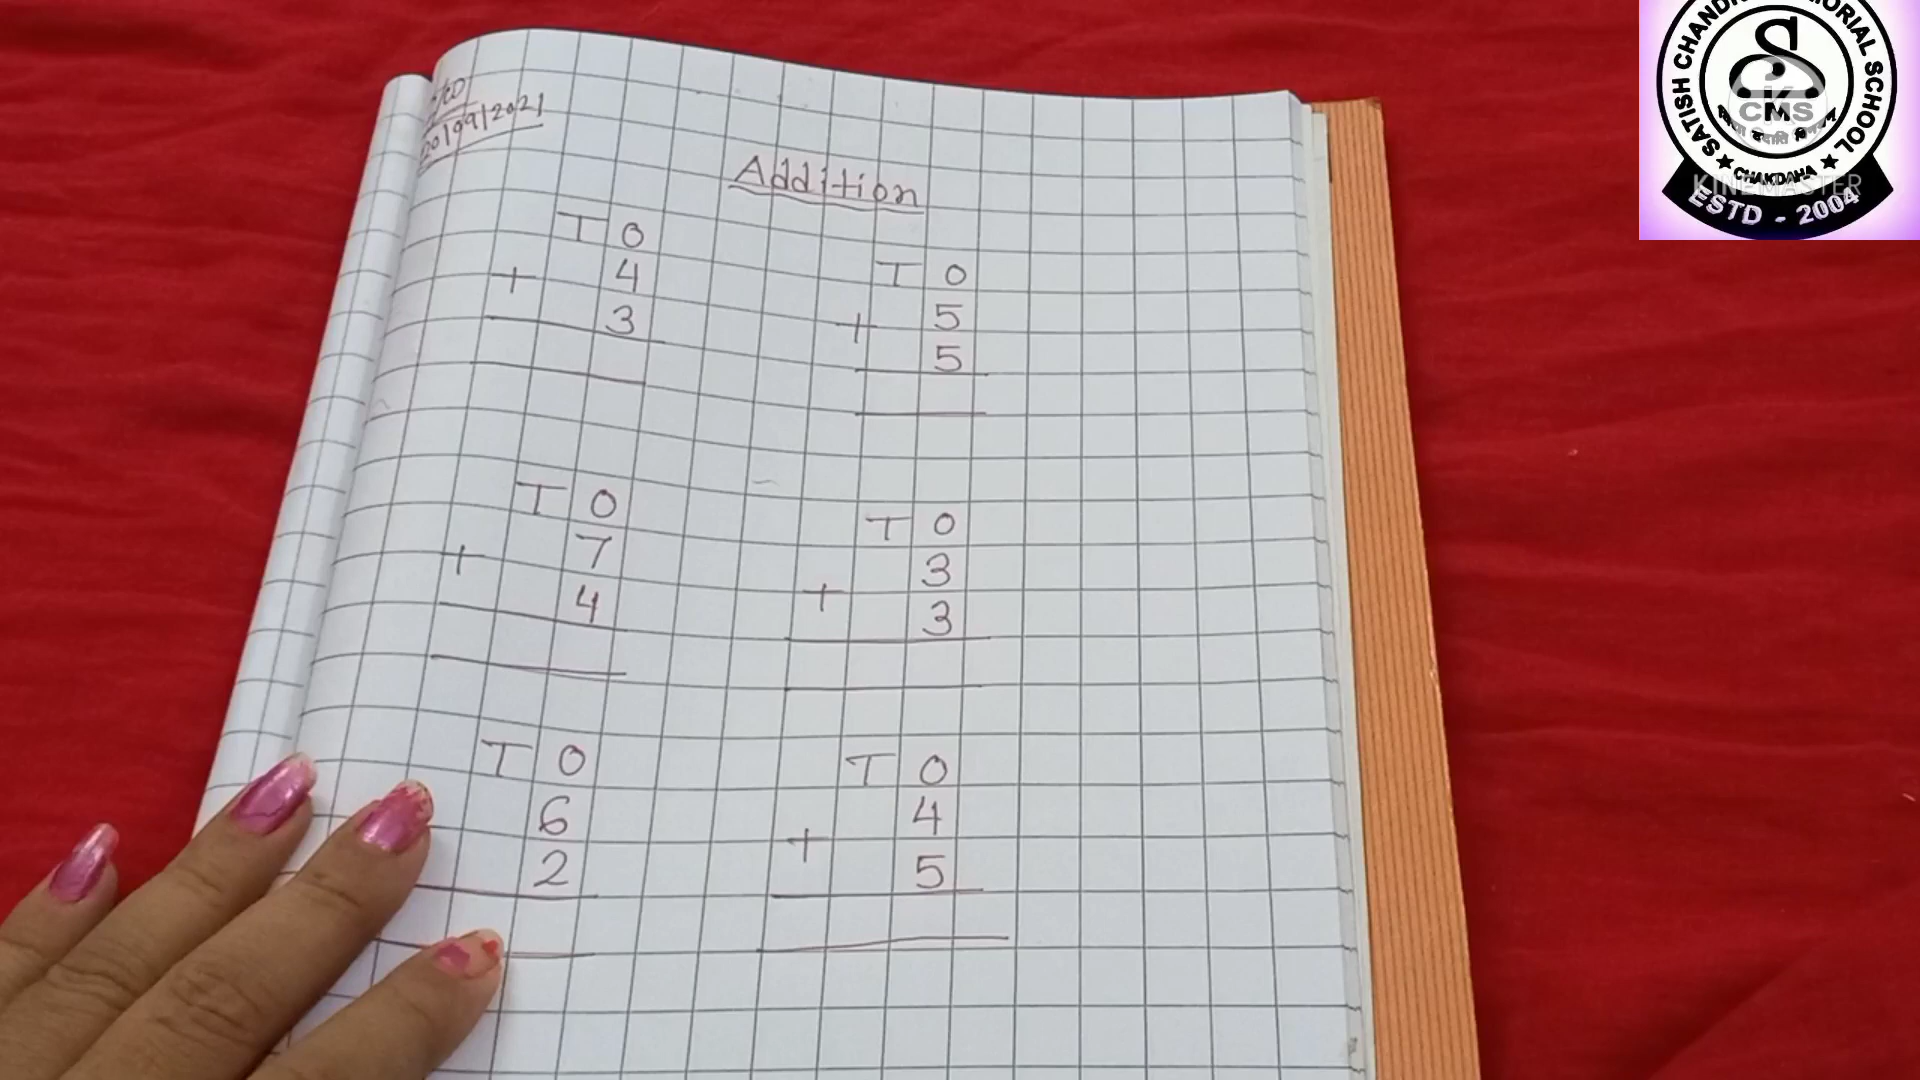 20/09/2021
Addition
T O
4
+
3
T O
5
+
5
T O
7
+
4
T O
3
+
3
T O
6
2
T O
4
+
5
SATISH CHANDRA MEMORIAL SCHOOL
CMS
CHAKDAHA
KINEMASTER
ESTD - 2004